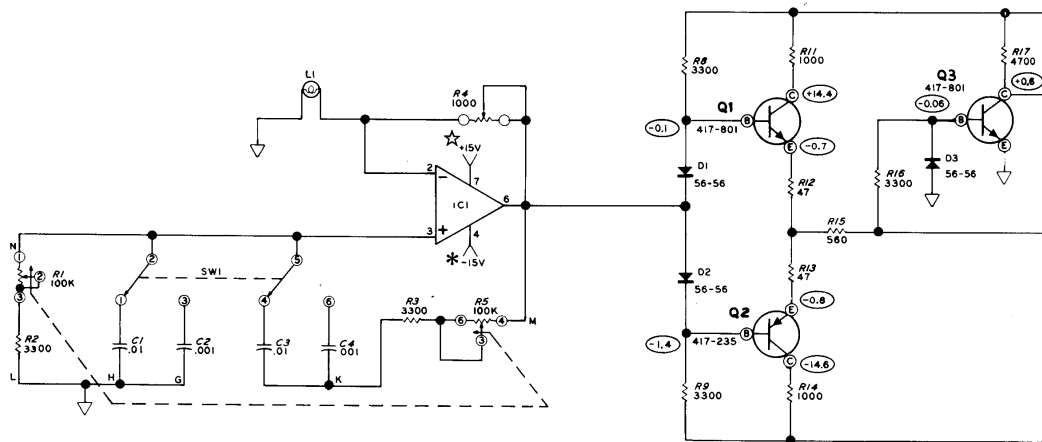 L1
R4
1000
+15V
2
7
IC1
6
3
4
-15V
N
1
2
R1
100K
3
R2
3300
L
2
SW1
5
1
3
4
6
C1
.01
C2
.001
C3
.01
C4
.001
H
G
K
R3
3300
R5
100K
6
4
3
M
R8
3300
R11
1000
+14.4
C
Q1
B
417-801
-0.1
E
-0.7
D1
56-56
R12
47
R15
560
D2
56-56
R13
47
-0.8
E
Q2
B
417-235
-1.4
C
-14.6
R9
3300
R14
1000
R17
4700
Q3
417-801
+0.6
C
-0.06
B
E
D3
56-56
R16
3300